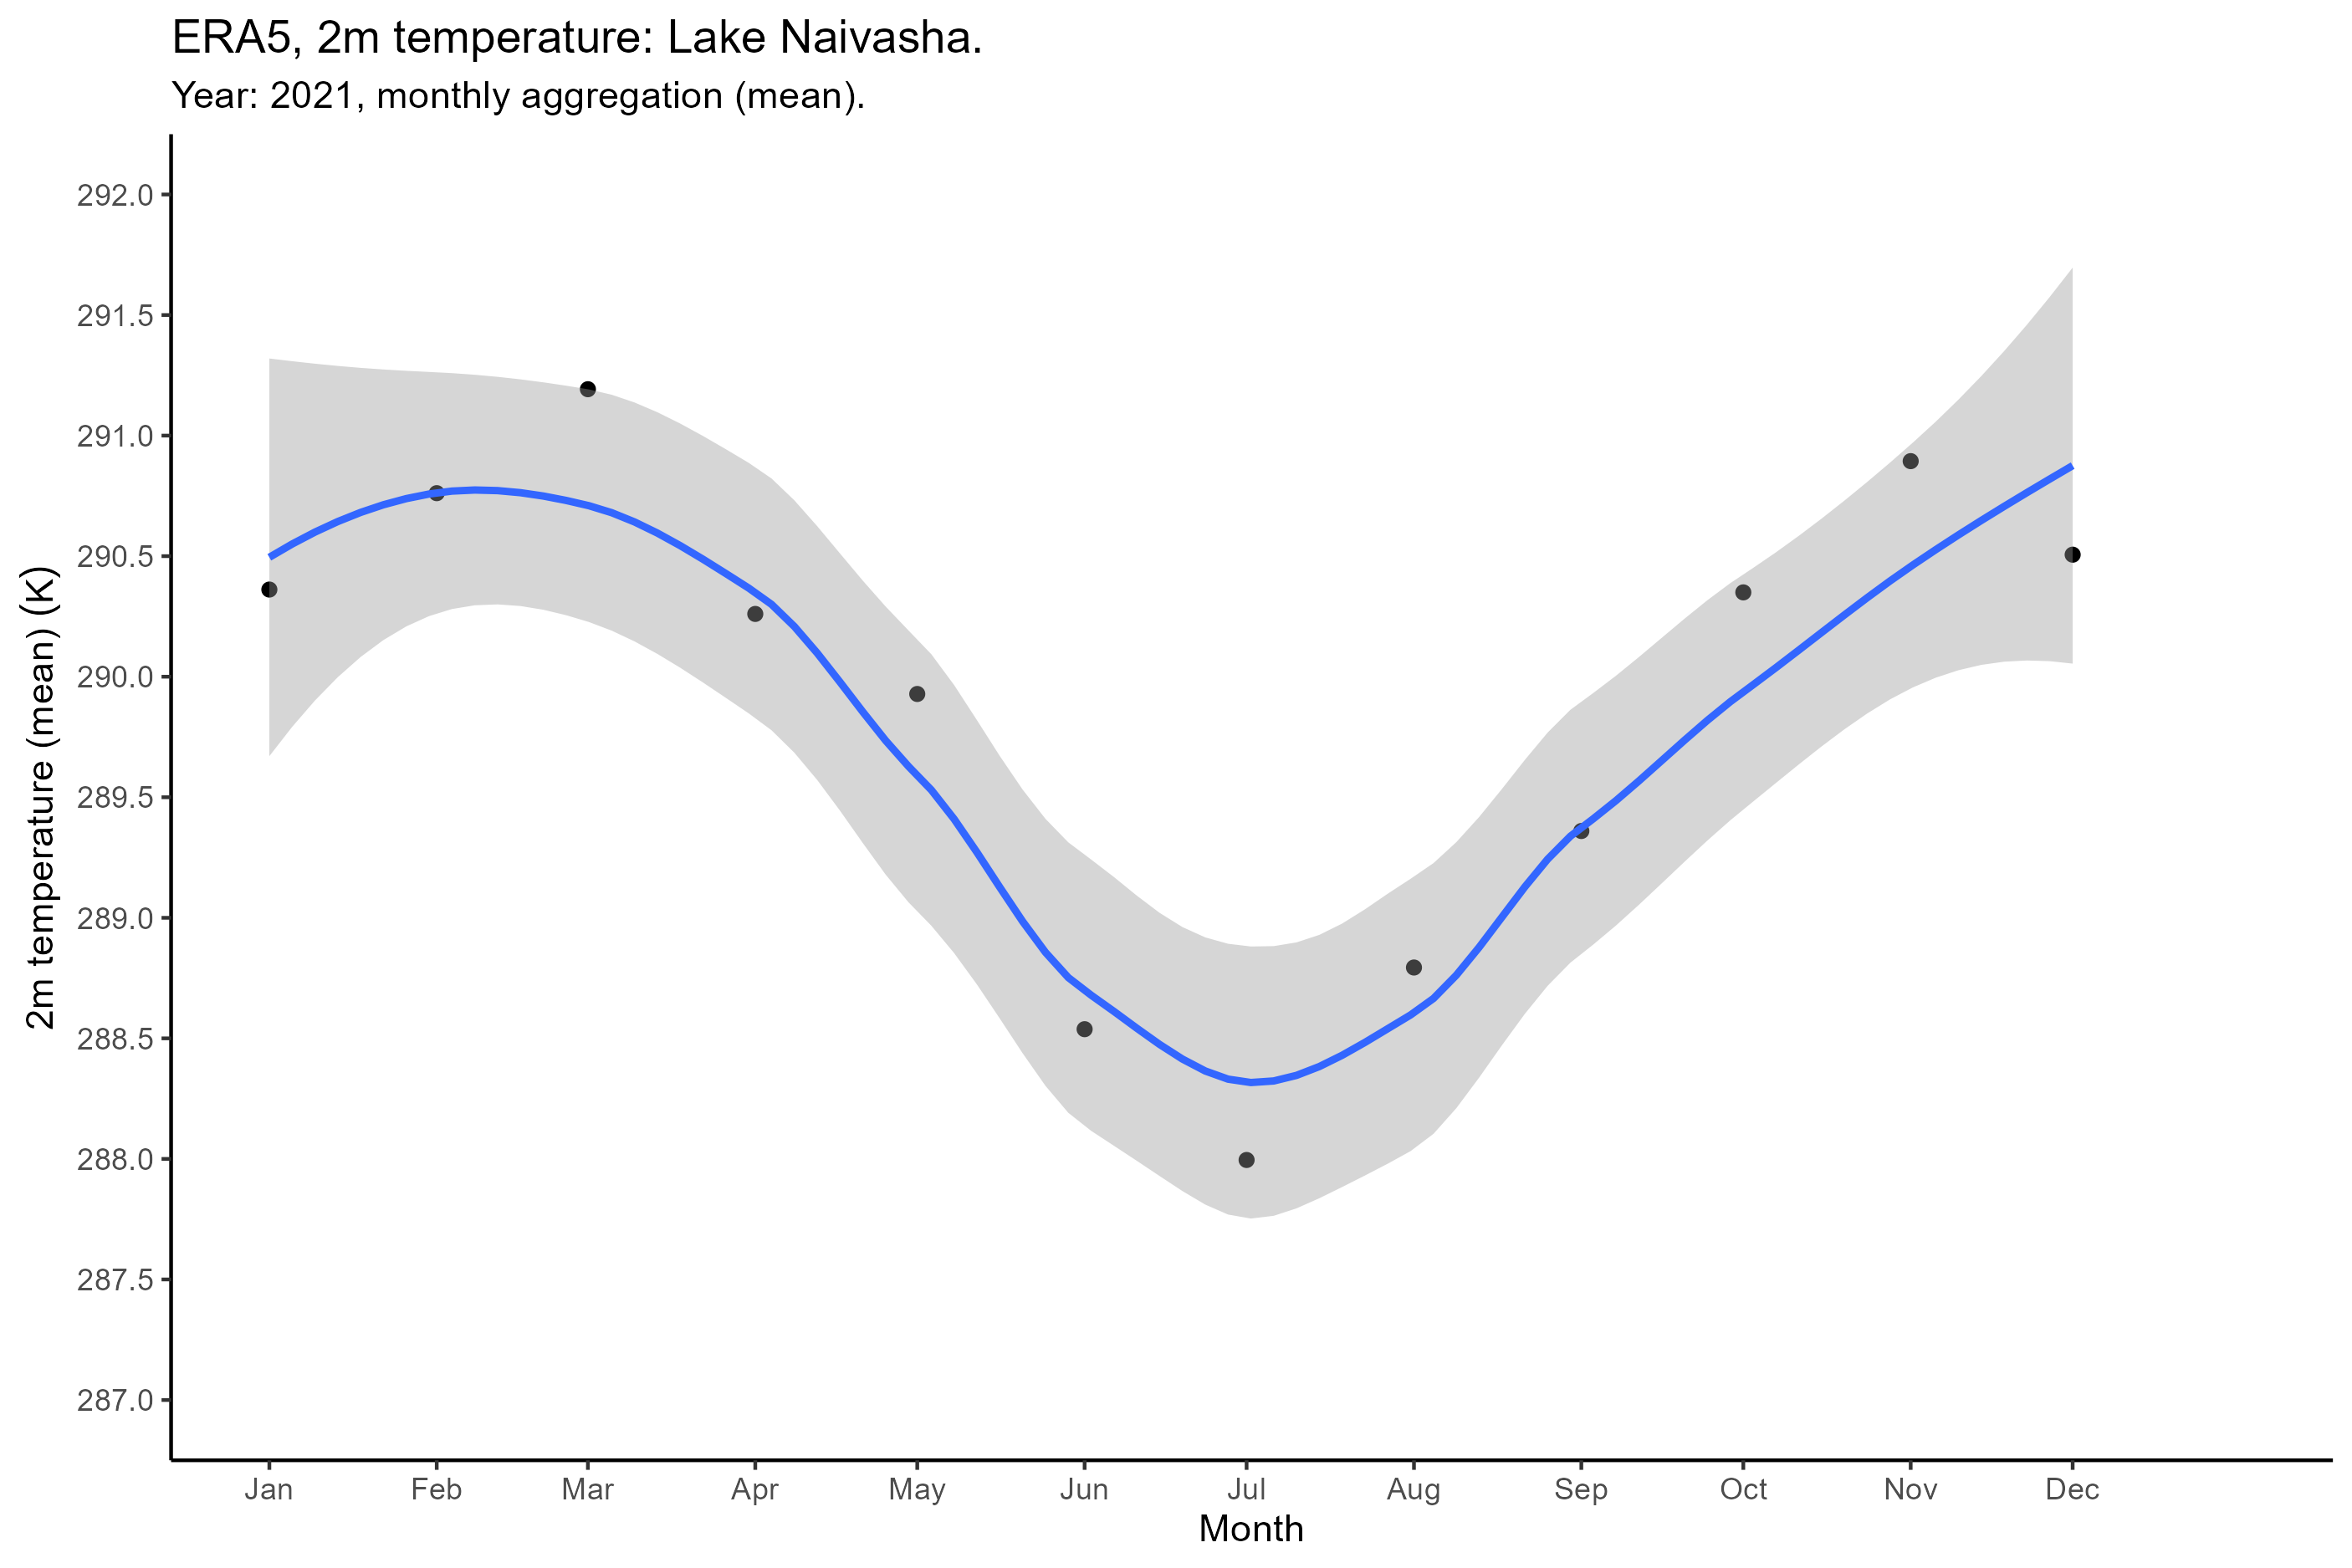 ERA5, 2m temperature: Lake Naivasha.
Year: 2021, monthly aggregation (mean).
2m temperature (mean) (K)
292.0
291.5
291.0
290.5
290.0
289.5
289.0
288.5
288.0
287.5
287.0
Jan Feb Mar Apr May Jun Jul Aug Sep Oct Nov Dec
Month